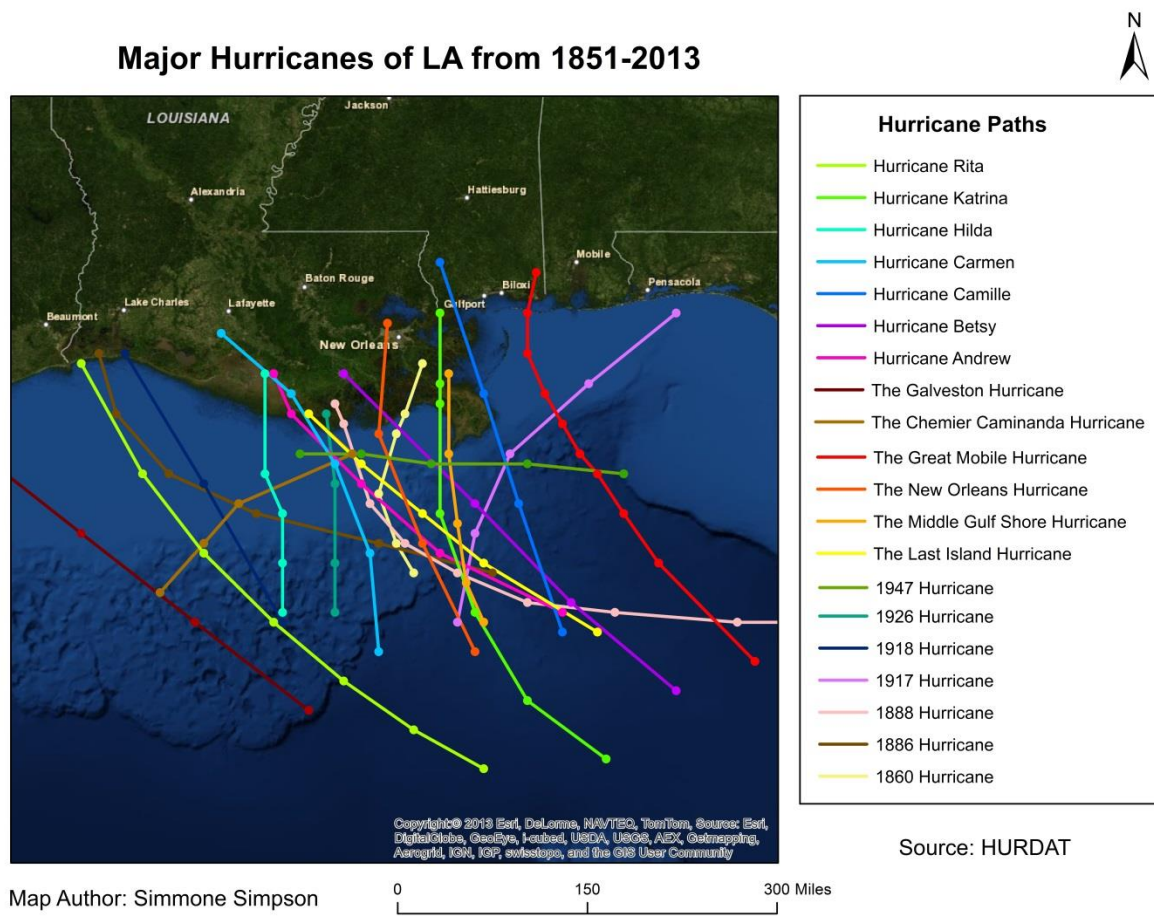 N
Major Hurricanes of LA from 1851-2013
Jackson
LOUISIANA
Alexandria
Hattiesburg
Mobile
Baton Rouge
Biloxi
Pensacola
Gulfport
Lake Charles
Lafayette
Beaumont
New Orleans
Copyright:© 2013 Esri, DeLorme, NAVTEQ, TomTom, Source: Esri,
DigitalGlobe, GeoEye, i-cubed, USDA, USGS, AEX, Getmapping,
Aerogrid, IGN, IGP, swisstopo, and the GIS User Community
Hurricane Paths
Hurricane Rita
Hurricane Katrina
Hurricane Hilda
Hurricane Carmen
Hurricane Camille
Hurricane Betsy
Hurricane Andrew
The Galveston Hurricane
The Chemier Caminanda Hurricane
The Great Mobile Hurricane
The New Orleans Hurricane
The Middle Gulf Shore Hurricane
The Last Island Hurricane
1947 Hurricane
1926 Hurricane
1918 Hurricane
1917 Hurricane
1888 Hurricane
1886 Hurricane
1860 Hurricane
Source: HURDAT
Map Author: Simmone Simpson
0 150 300 Miles